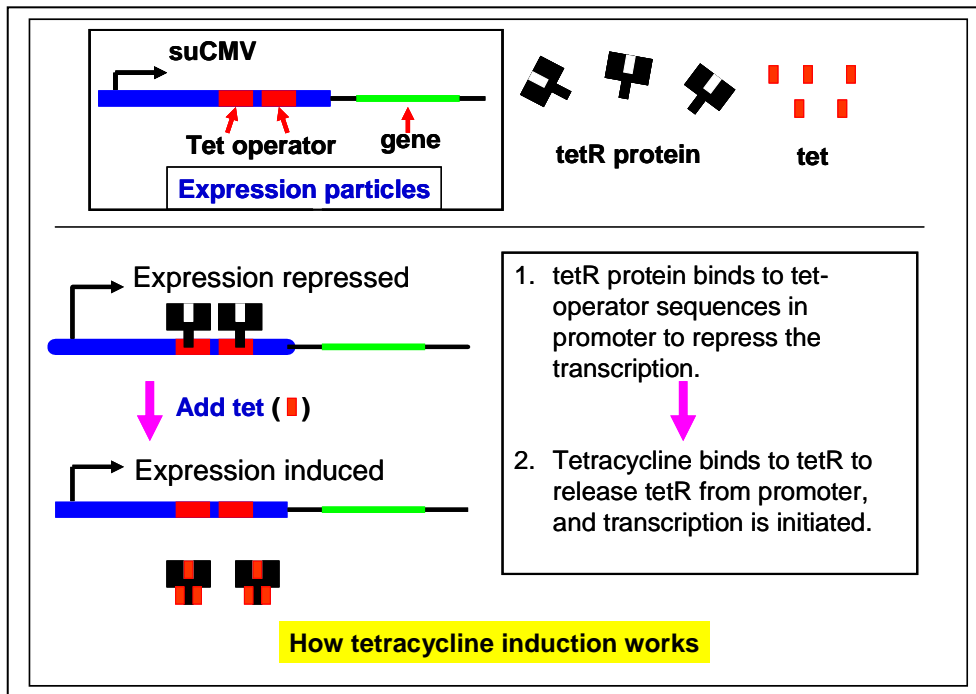 suCMV
Tet operator
gene
Expression particles
tetR protein
tet
Expression repressed
Add tet ( )
Expression induced
1. tetR protein binds to tet-
operator sequences in
promoter to repress the
transcription.
2. Tetracycline binds to tetR to
release tetR from promoter,
and transcription is initiated.
How tetracycline induction works